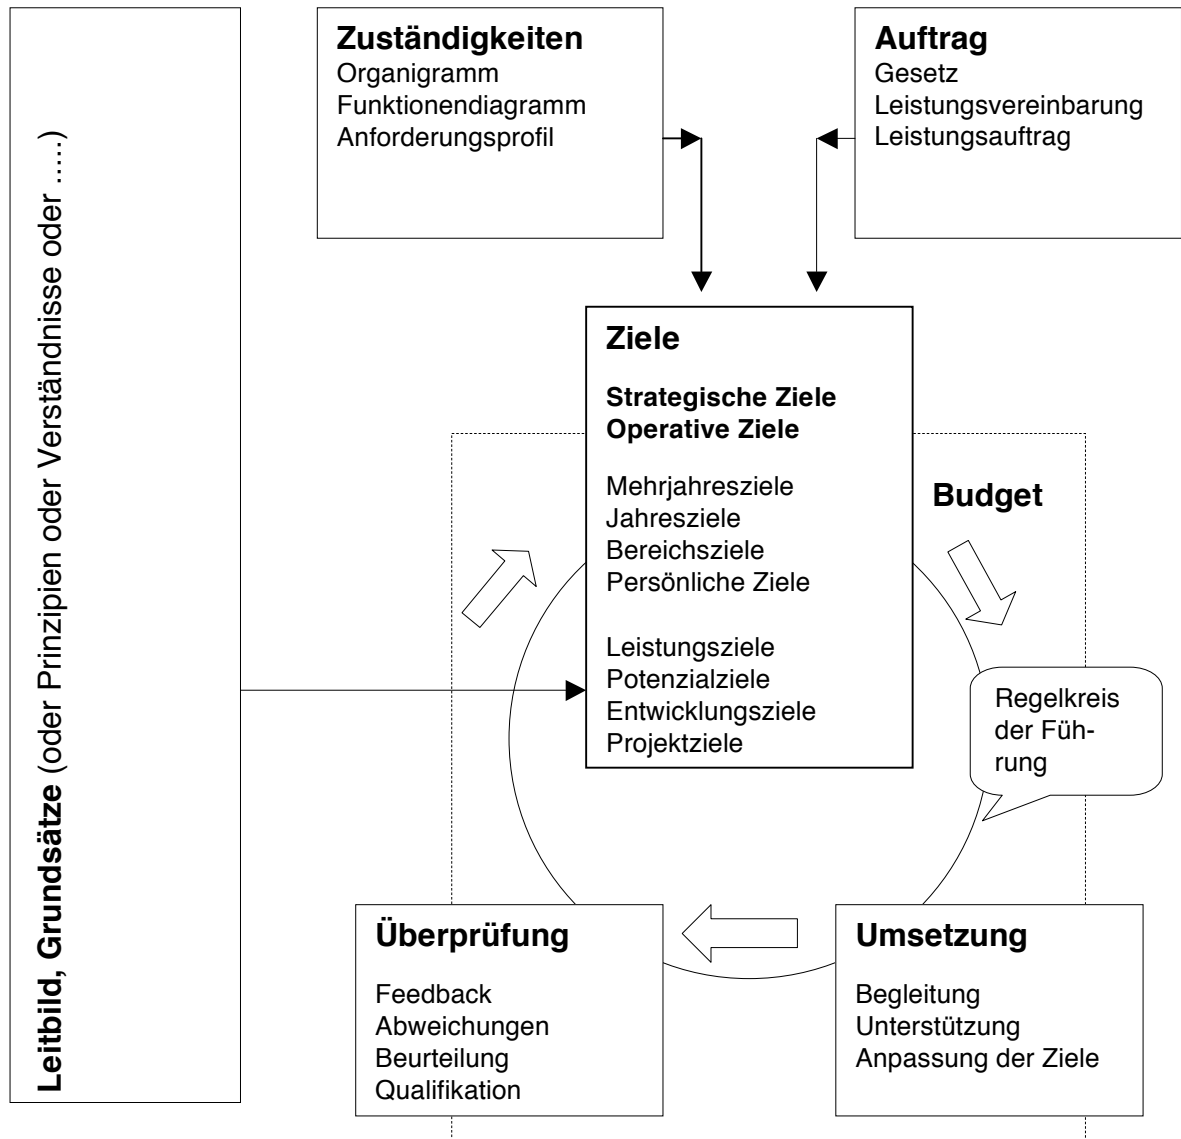 Leitbild, Grundsätze (oder Prinzipien oder Verständnisse oder .....)
Zuständigkeiten
Organigramm
Funktionendiagramm
Anforderungsprofil
Auftrag
Gesetz
Leistungsvereinbarung
Leistungsauftrag
Ziele
Strategische Ziele
Operative Ziele
Mehrjahresziele
Jahresziele
Bereichsziele
Persönliche Ziele
Leistungsziele
Potenzialziele
Entwicklungsziele
Projektziele
Budget
Regelkreis
der Füh-
rung
Überprüfung
Feedback
Abweichungen
Beurteilung
Qualifikation
Umsetzung
Begleitung
Unterstützung
Anpassung der Ziele